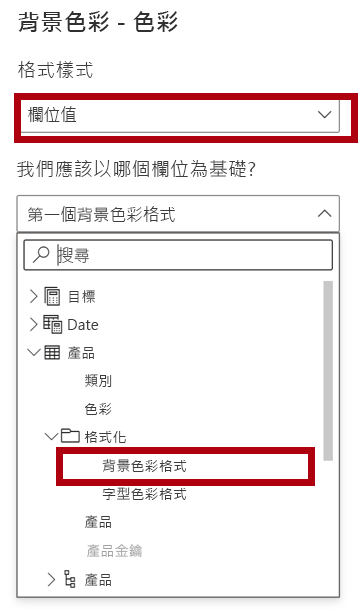 背景色彩 - 色彩
格式樣式
欄位值
我們應該以哪個欄位為基礎?
第一個背景色彩格式
搜尋
目標
Date
產品
類別
色彩
格式化
背景色彩格式
字型色彩格式
產品
產品金鑰
產品